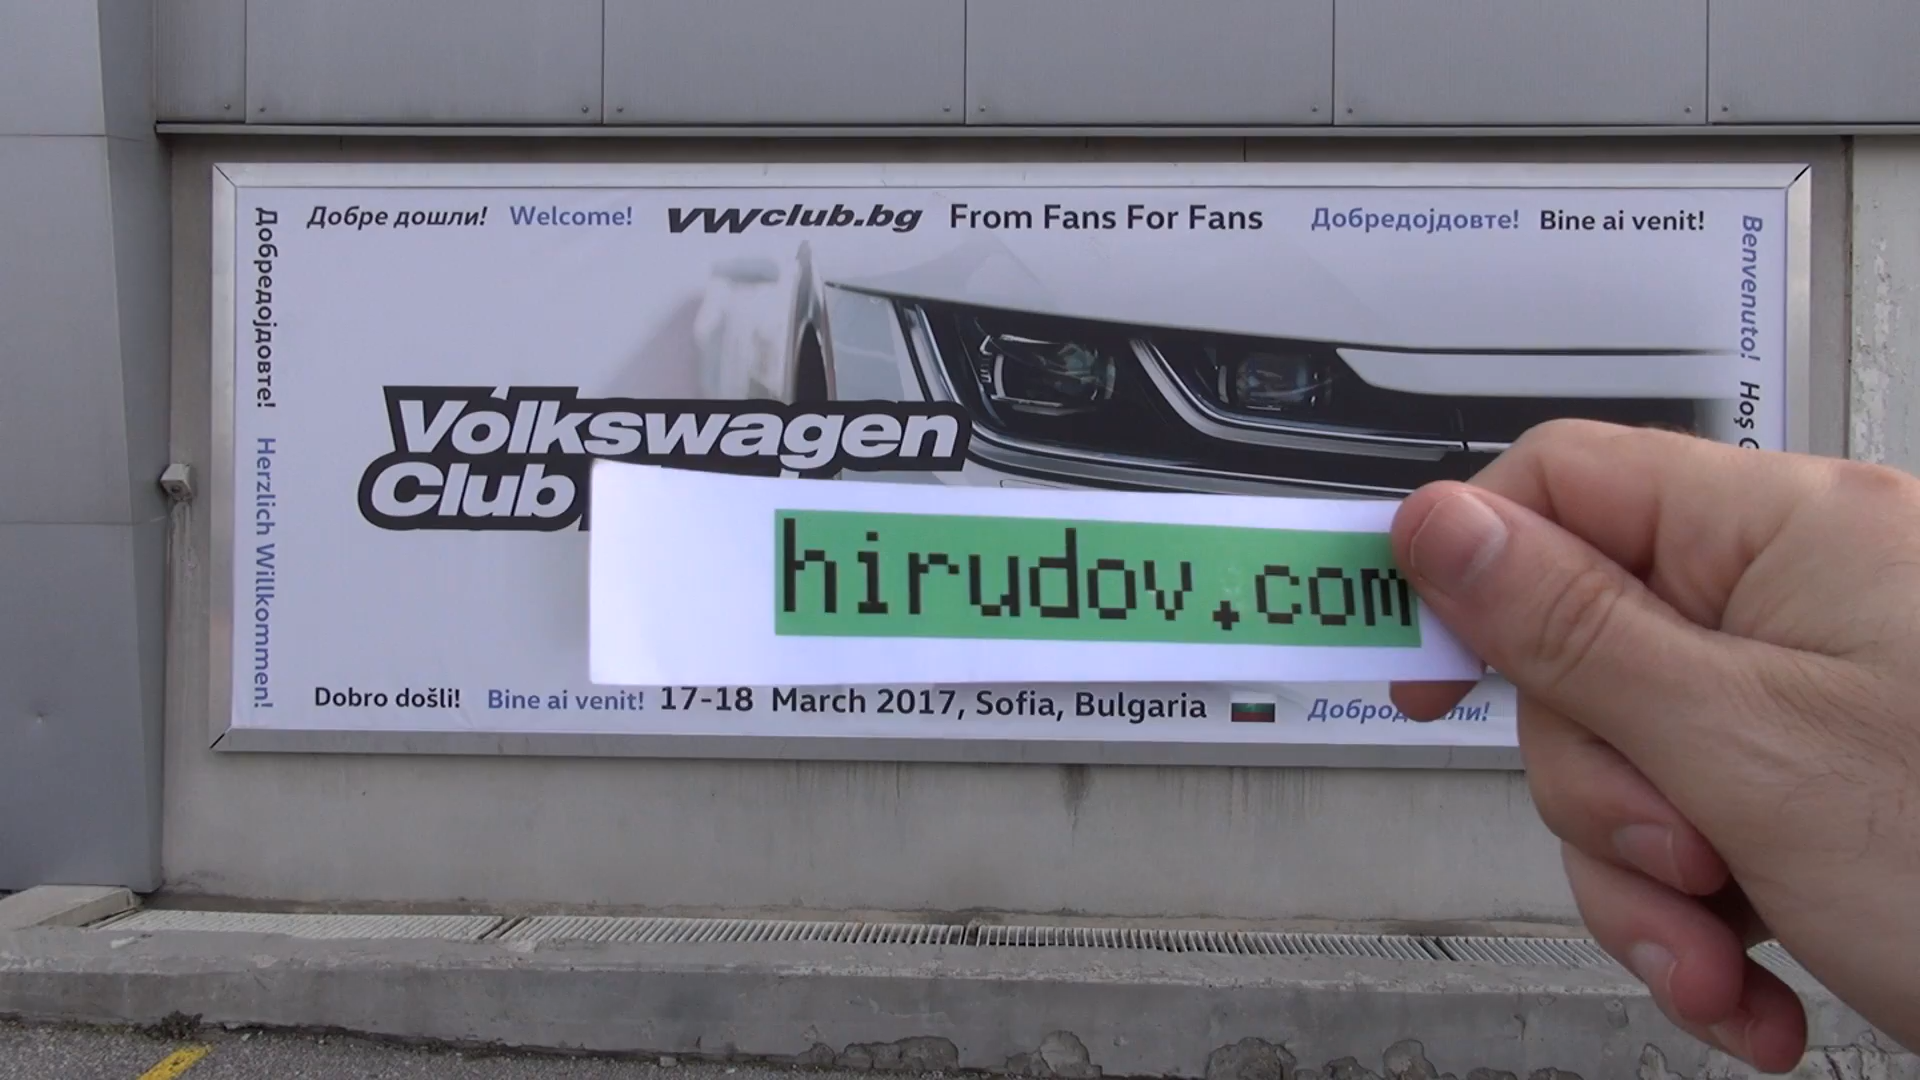 Добре дошли! Welcome! VWclub.bg From Fans For Fans Добредојдовте! Bine ai venit!
Добредојдовте! Herzlich Willkommen!
Benvenuto! Hoş
Volkswagen
Club
hirudov.com
Dobro došli! Bine ai venit! 17-18 March 2017, Sofia, Bulgaria